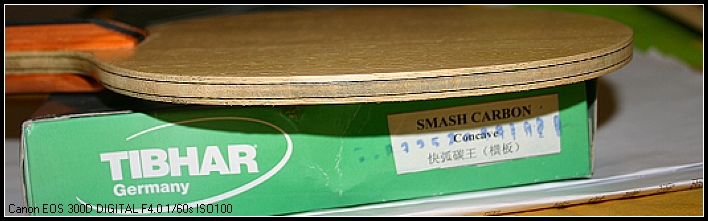 SMASH CARBON
Concave
快弧碳王（横板）
TIBHAR
Germany
Canon EOS 300D DIGITAL F4.0 1/60s ISO100